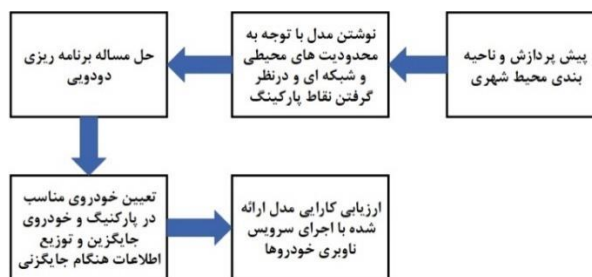 پیش پردازش و ناحیه
بندی محیط شهری
نوشتن مدل با توجه به
محدودیت های محیطی
و شبکه ای و درنظر
گرفتن نقاط پارکینگ
حل مساله برنامه ریزی
دودویی
تعیین خودروی مناسب
در پارکنیگ و خودروی
جایگزین و توزیع
اطلاعات هنگام جایگزنی
ارزیابی کارایی مدل ارائه
شده با اجرای سرویس
ناوبری خودروها